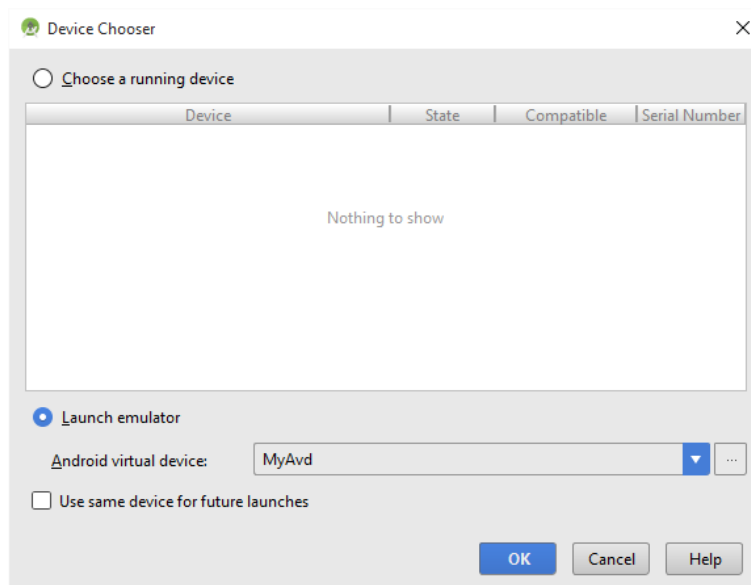 Device Chooser
Choose a running device
Device State Compatible Serial Number
Nothing to show
Launch emulator
Android virtual device: MyAvd ...
Use same device for future launches
OK Cancel Help